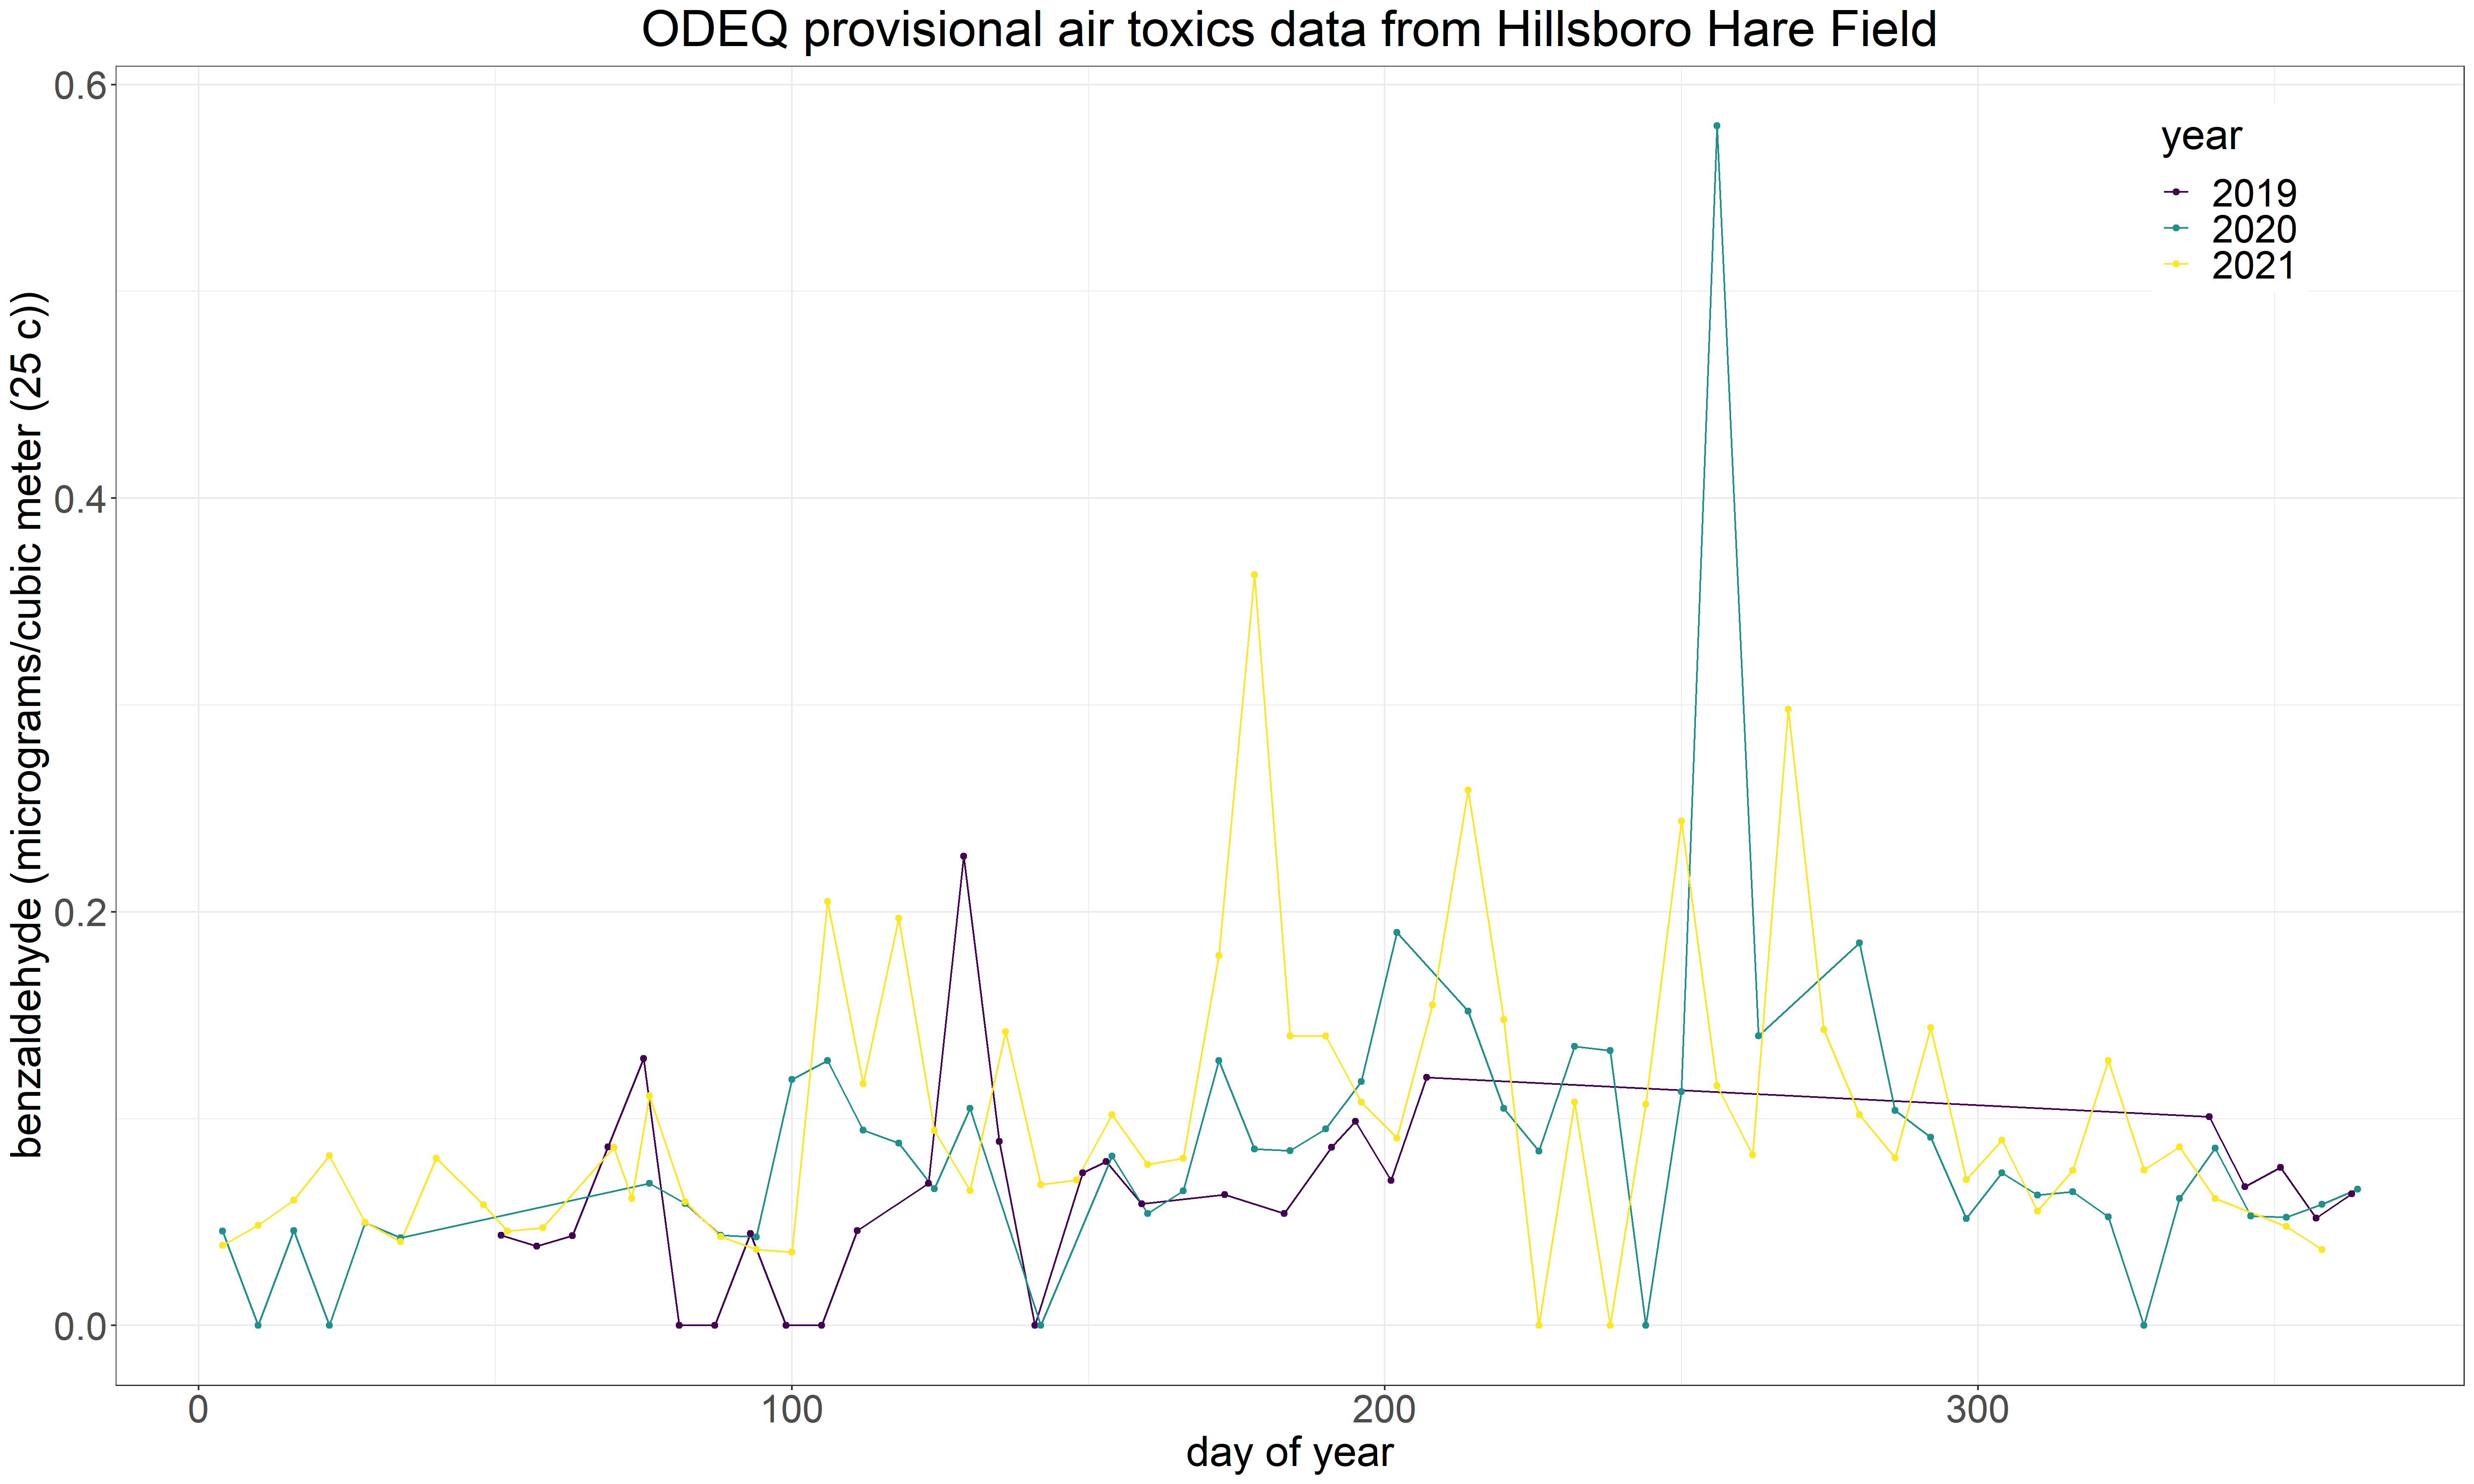 ODEQ provisional air toxics data from Hillsboro Hare Field
benzaldehyde (micrograms/cubic meter (25 c))
0.6
0.4
0.2
0.0
year
2019
2020
2021
0 100 200 300
day of year